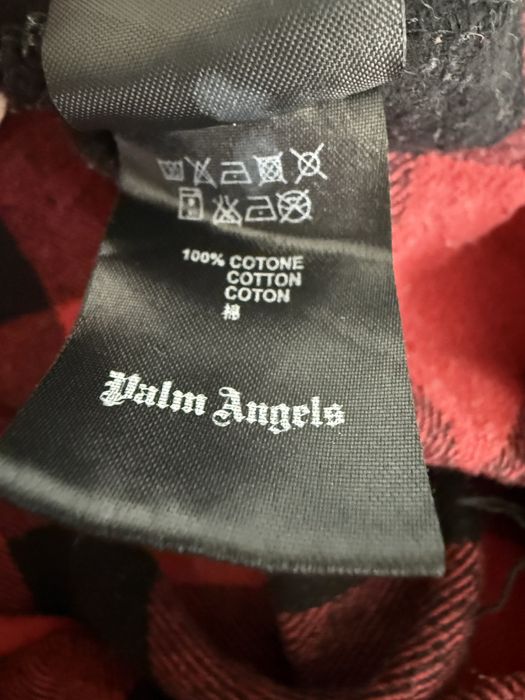 100% COTONE
COTTON
COTON
棉
Palm Angels